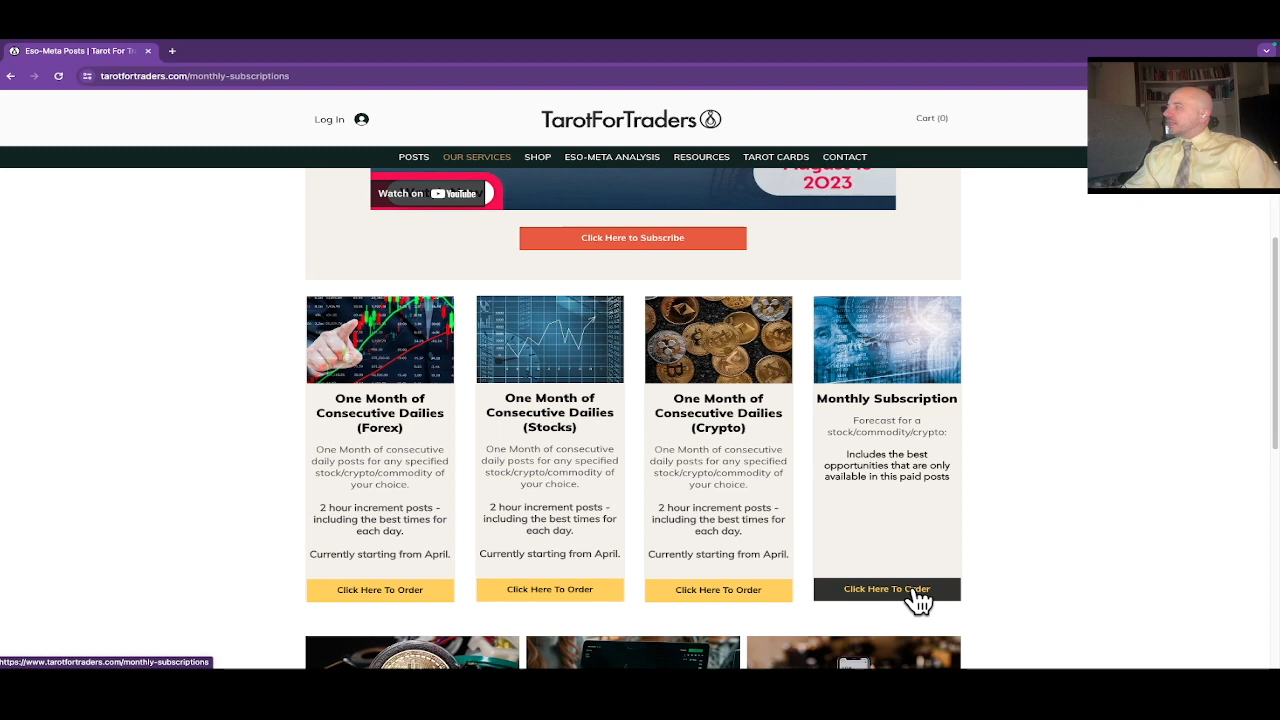 Eso-Meta Posts | Tarot For Tr
tarotfortraders.com/monthly-subscriptions
Log In
TarotForTraders
Cart (0)
POSTS OUR SERVICES SHOP ESO-META ANALYSIS RESOURCES TAROT CARDS CONTACT
2023
Watch on YouTube
Click Here to Subscribe
One Month of
Consecutive Dailies
(Forex)
One Month of consecutive
daily posts for any specified
stock/crypto/commodity of
your choice.
2 hour increment posts -
including the best times for
each day.
Currently starting from April.
Click Here To Order
One Month of
Consecutive Dailies
(Stocks)
One Month of consecutive
daily posts for any specified
stock/crypto/commodity of
your choice.
2 hour increment posts -
including the best times for
each day.
Currently starting from April.
Click Here To Order
One Month of
Consecutive Dailies
(Crypto)
One Month of consecutive
daily posts for any specified
stock/crypto/commodity of
your choice.
2 hour increment posts -
including the best times for
each day.
Currently starting from April.
Click Here To Order
Monthly Subscription
Forecast for a
stock/commodity/crypto:
Includes the best
opportunities that are only
available in this paid posts
Click Here To Order
https://www.tarotfortraders.com/monthly-subscriptions